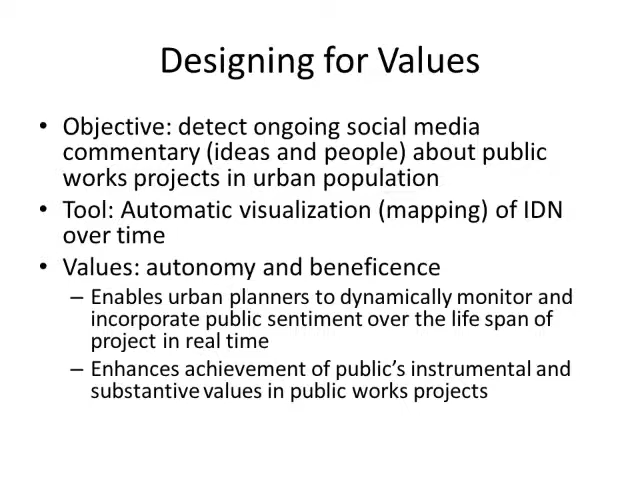 Designing for Values
• Objective: detect ongoing social media
commentary (ideas and people) about public
works projects in urban population
• Tool: Automatic visualization (mapping) of IDN
over time
• Values: autonomy and beneficence
– Enables urban planners to dynamically monitor and
incorporate public sentiment over the life span of
project in real time
– Enhances achievement of public’s instrumental and
substantive values in public works projects